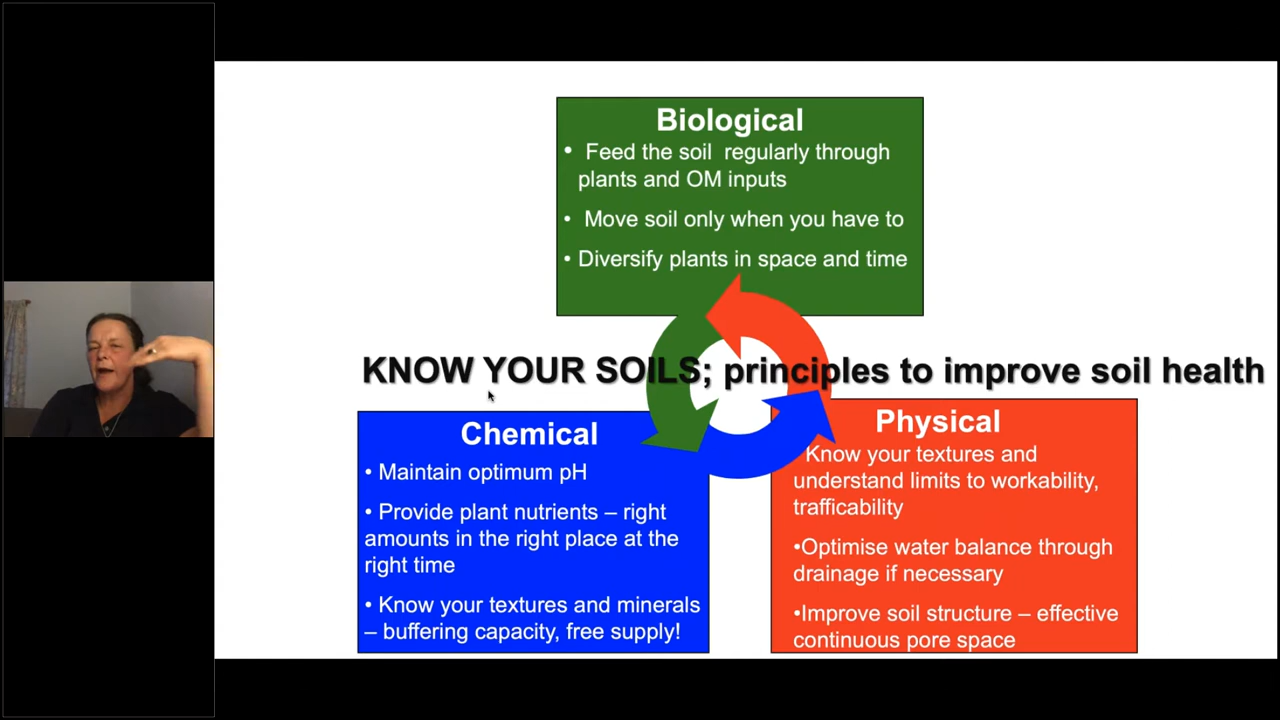 Biological
• Feed the soil regularly through
plants and OM inputs
• Move soil only when you have to
• Diversify plants in space and time
KNOW YOUR SOILS; principles to improve soil health
Chemical
• Maintain optimum pH
• Provide plant nutrients – right
amounts in the right place at the
right time
• Know your textures and minerals
– buffering capacity, free supply!
Physical
Know your textures and
understand limits to workability,
trafficability
•Optimise water balance through
drainage if necessary
•Improve soil structure – effective
continuous pore space